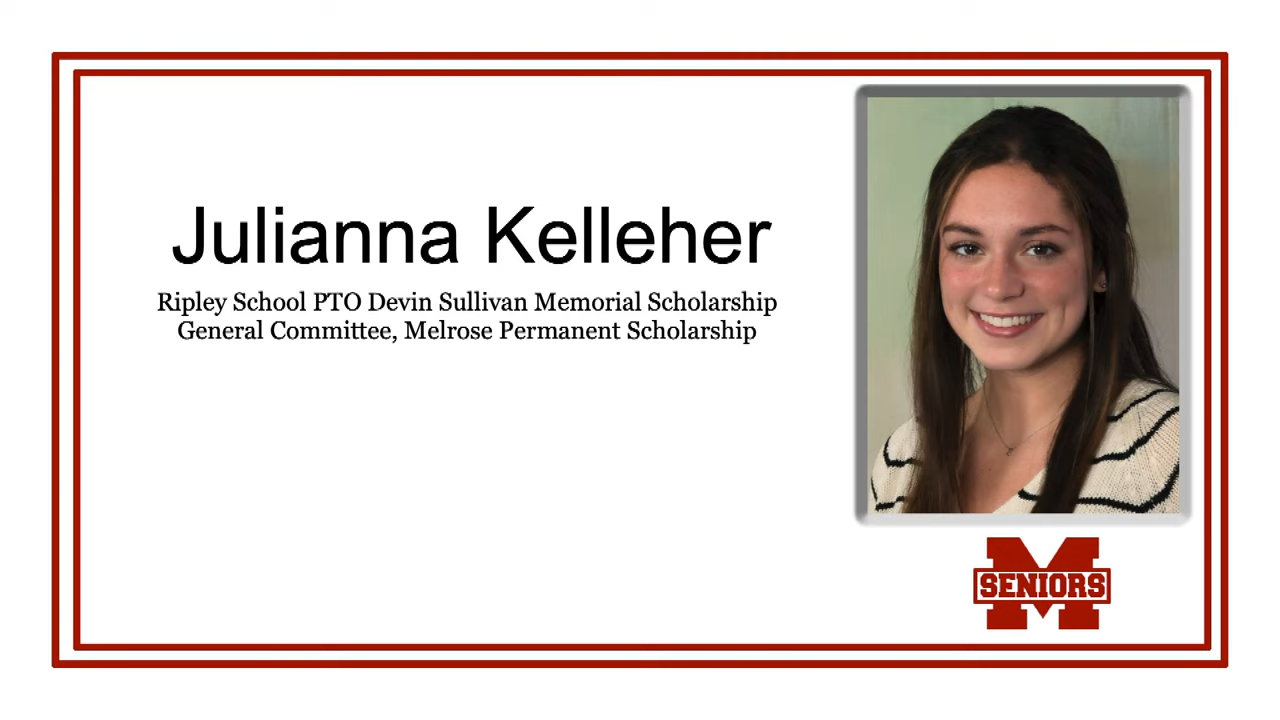 Julianna Kelleher
Ripley School PTO Devin Sullivan Memorial Scholarship
General Committee, Melrose Permanent Scholarship
M
SENIORS